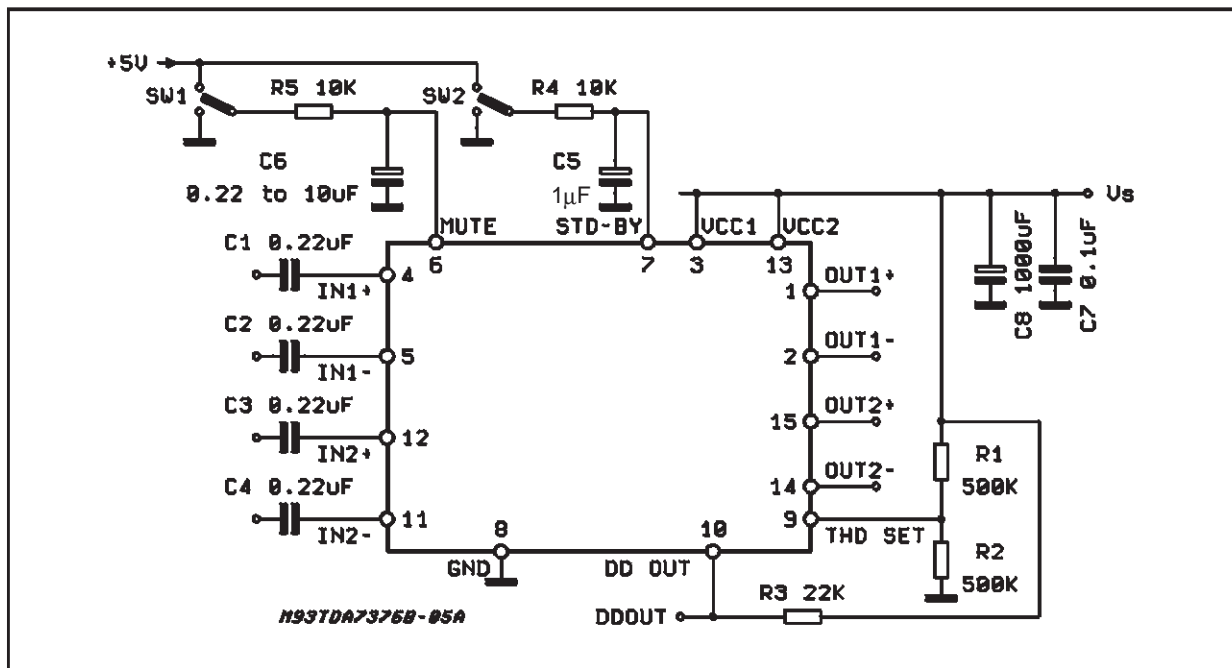 +5V
SW1
R5 10K
SW2
R4 10K
C6
0.22 to 10uF
C5
1µF
Vs
MUTE
STD-BY
VCC1
VCC2
6
7
3
13
C8 1000uF
C7 0.1uF
C1 0.22uF
IN1+
4
1
OUT1+
C2 0.22uF
IN1-
5
2
OUT1-
C3 0.22uF
IN2+
12
15
OUT2+
C4 0.22uF
IN2-
11
14
OUT2-
R1
500K
9
THD SET
8
10
GND
DD OUT
R2
500K
R3 22K
DDOUT
M93TDA7376B-05A